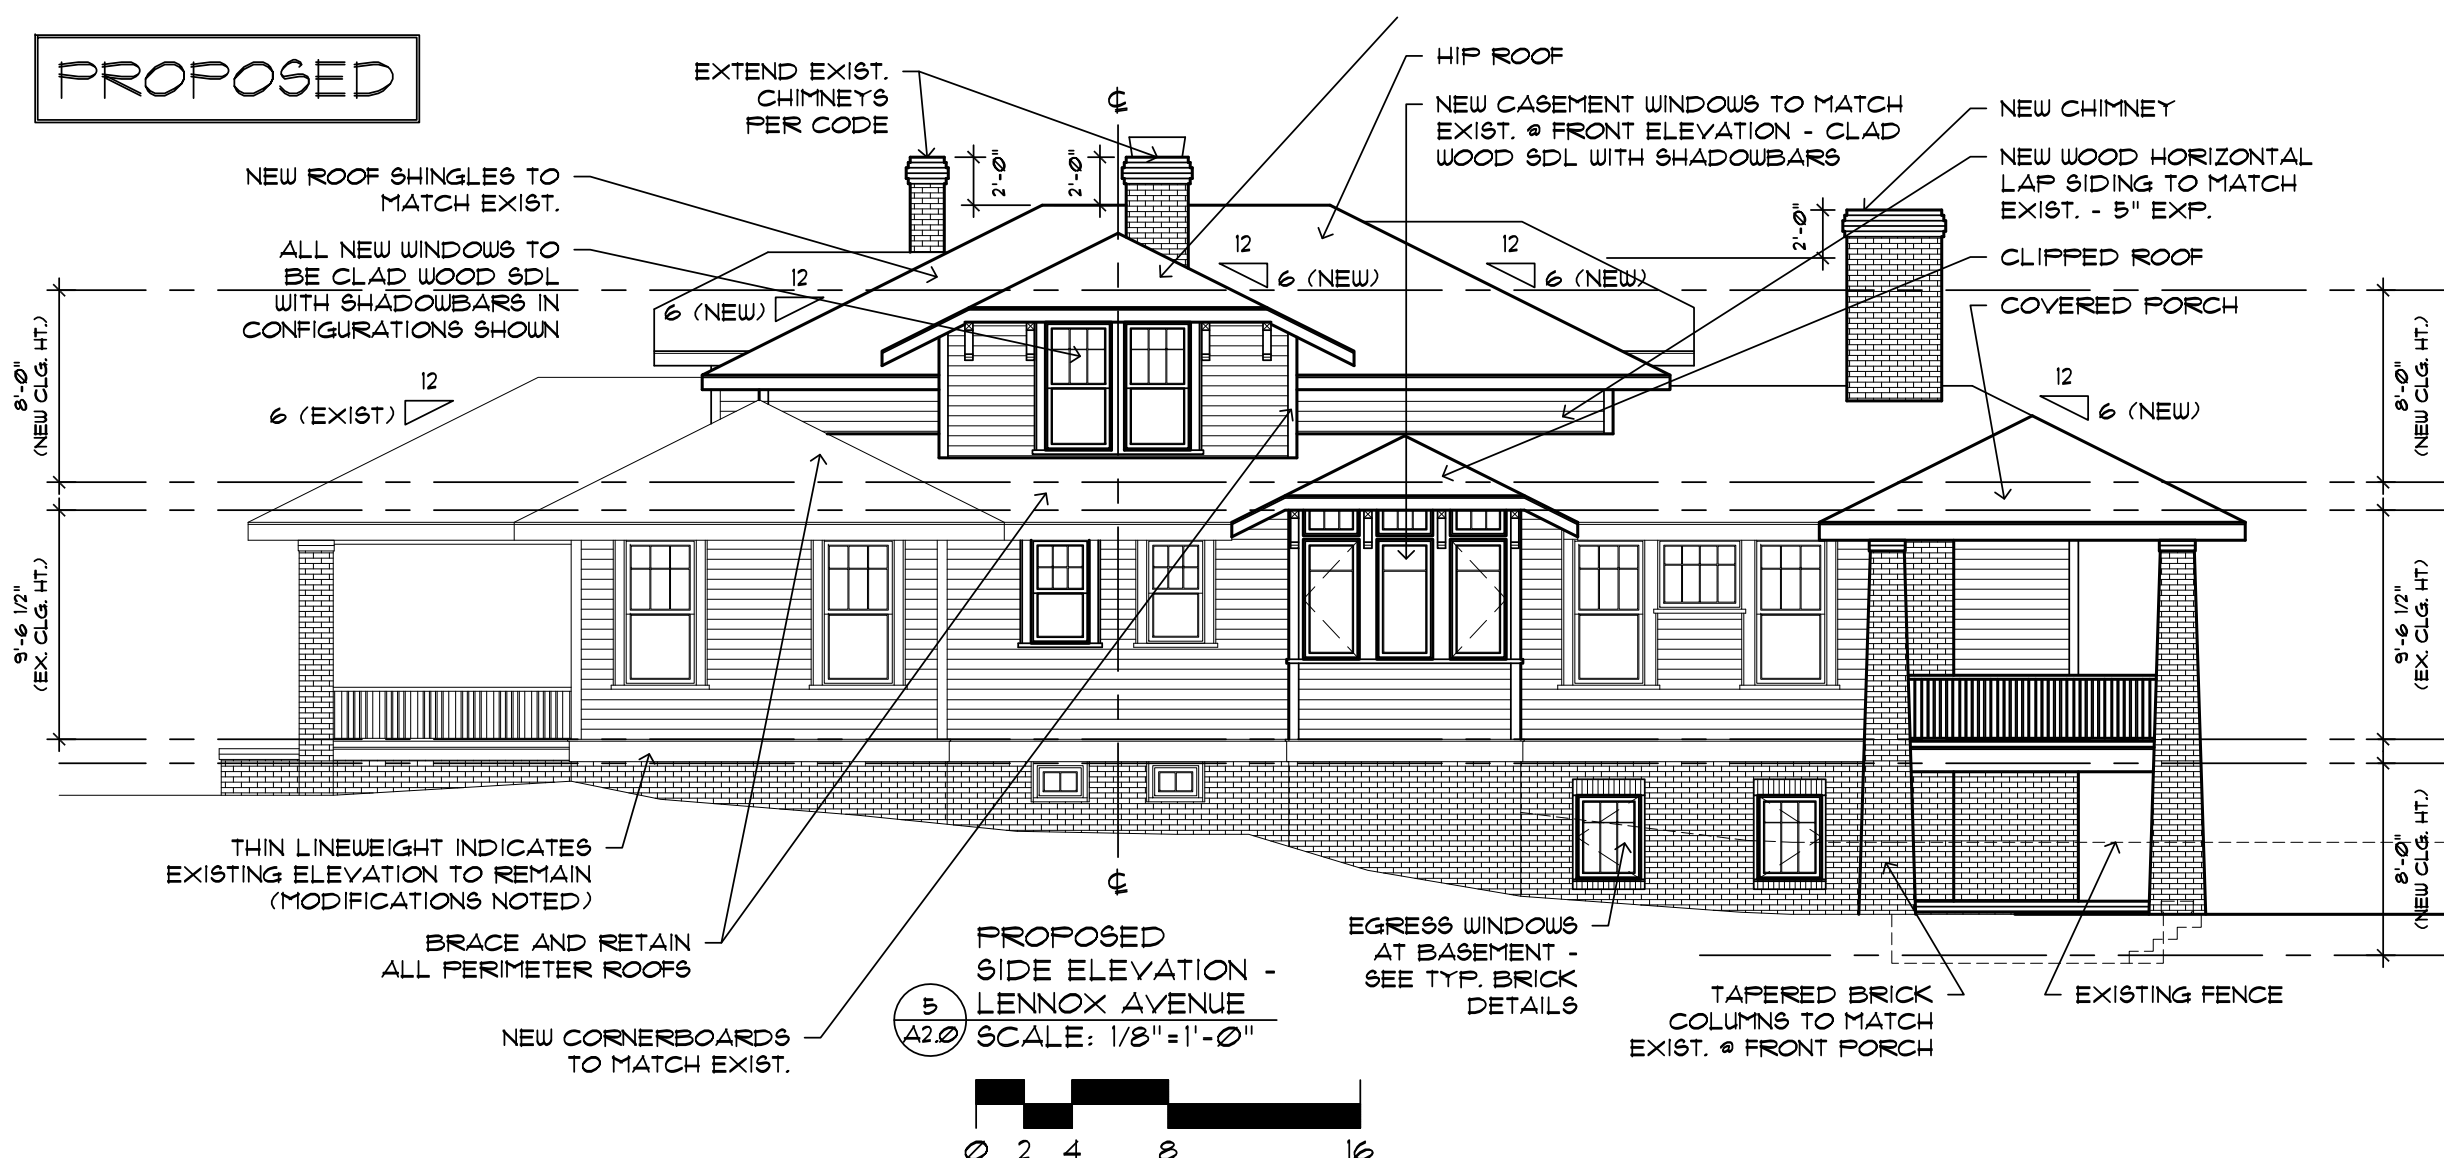 PROPOSED
EXTEND EXIST.
CHIMNEYS
PER CODE
NEW ROOF SHINGLES TO
MATCH EXIST.
ALL NEW WINDOWS TO
BE CLAD WOOD SDL
WITH SHADOWBARS IN
CONFIGURATIONS SHOWN
HIP ROOF
NEW CASEMENT WINDOWS TO MATCH
EXIST. @ FRONT ELEVATION - CLAD
WOOD SDL WITH SHADOWBARS
NEW CHIMNEY
NEW WOOD HORIZONTAL
LAP SIDING TO MATCH
EXIST. - 5" EXP.
CLIPPED ROOF
COVERED PORCH
℄
2'-0"
2'-0"
2'-0"
12
6 (NEW)
12
6 (NEW)
12
6 (NEW)
12
6 (EXIST)
12
6 (NEW)
8'-0"
(NEW CLG. HT.)
9'-6 1/2"
(EX. CLG. HT.)
8'-0"
(NEW CLG. HT.)
9'-6 1/2"
(EX. CLG. HT)
8'-0"
(NEW CLG. HT.)
THIN LINEWEIGHT INDICATES
EXISTING ELEVATION TO REMAIN
(MODIFICATIONS NOTED)
BRACE AND RETAIN
ALL PERIMETER ROOFS
NEW CORNERBOARDS
TO MATCH EXIST.
℄
EGRESS WINDOWS
AT BASEMENT -
SEE TYP. BRICK
DETAILS
TAPERED BRICK
COLUMNS TO MATCH
EXIST. @ FRONT PORCH
EXISTING FENCE
5
A2.0
PROPOSED
SIDE ELEVATION -
LENNOX AVENUE
SCALE: 1/8"=1'-0"
0 2 4 8 16